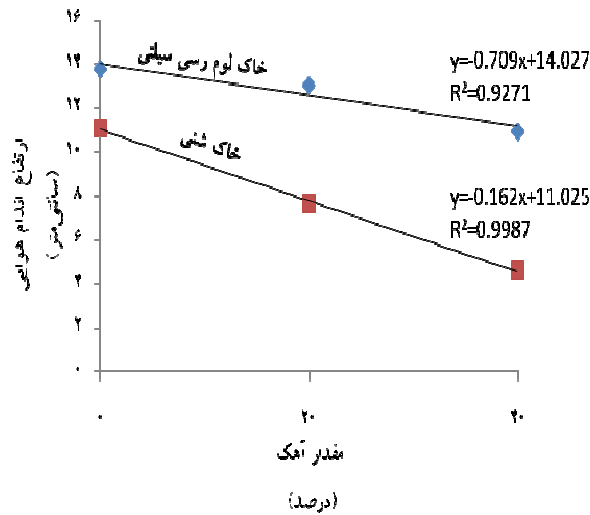 ۱۶
۱۴
۱۲
۱۰
۸
۶
۴
۲
۰
ارتفاع اندام هوایی
(سانتی‌متر)
خاک لوم رسی سیلتی
y=-0.709x+14.027
R²=0.9271
خاک شنی
y=-0.162x+11.025
R²=0.9987
۰ ۲۰ ۴۰
مقدار آهک
(درصد)